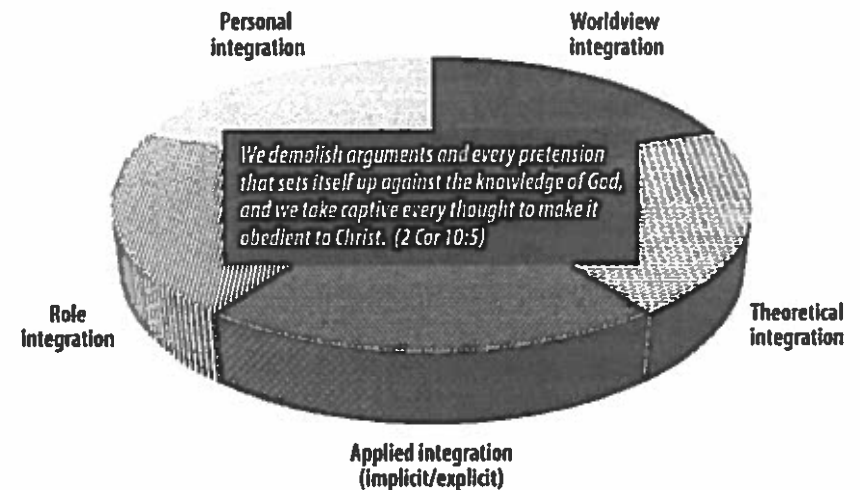 Personal
integration
Worldview
integration
We demolish arguments and every pretension
that sets itself up against the knowledge of God,
and we take captive every thought to make it
obedient to Christ. (2 Cor 10:5)
Role
integration
Theoretical
integration
Applied integration
(implicit/explicit)